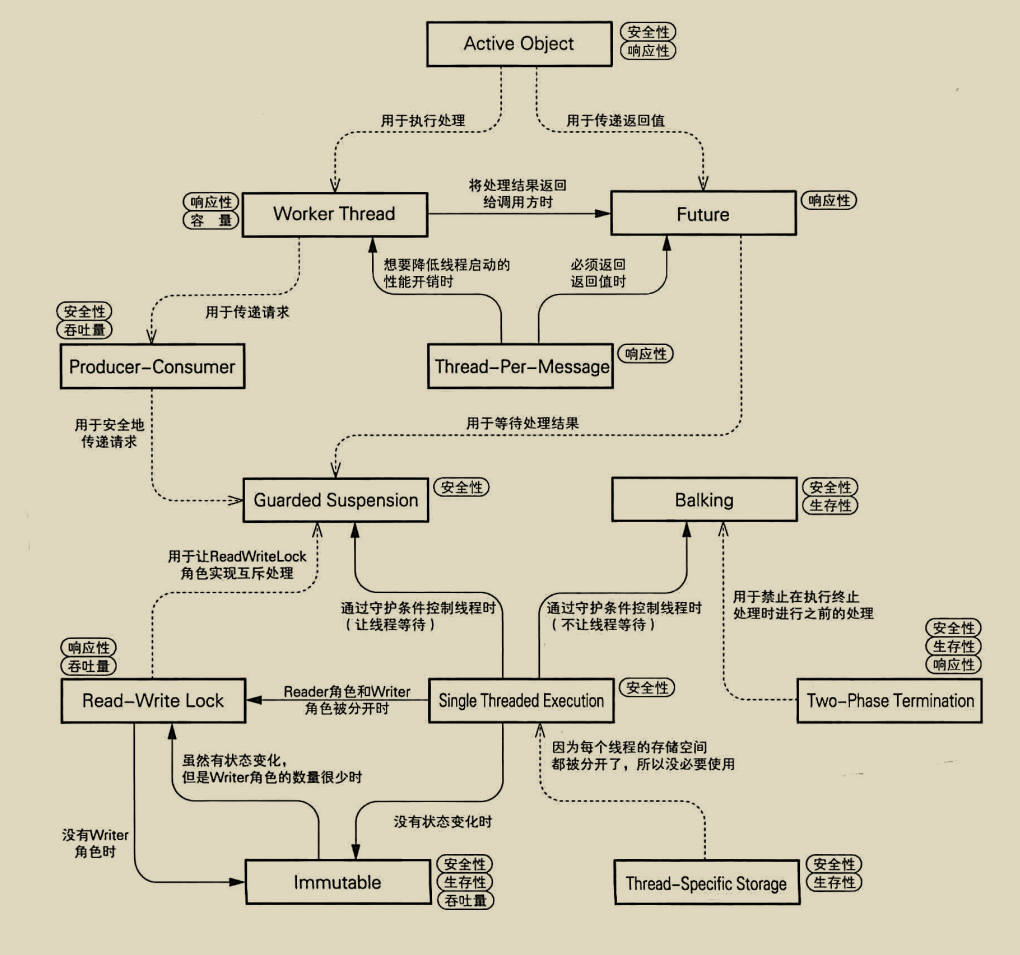 Active Object
安全性
响应性
用于执行处理
用于传递返回值
响应性
容 量
Worker Thread
将处理结果返回
给调用方时
Future
响应性
想要降低线程启动的
性能开销时
必须返回
返回值时
安全性
吞吐量
用于传递请求
Producer-Consumer
Thread-Per-Message
响应性
用于安全地
传递请求
用于等待处理结果
Guarded Suspension
安全性
Balking
安全性
生存性
用于让ReadWriteLock
角色实现互斥处理
通过守护条件控制线程时
(让线程等待)
通过守护条件控制线程时
(不让线程等待)
用于禁止在执行终止
处理时进行之前的处理
响应性
吞吐量
安全性
生存性
响应性
Read-Write Lock
Reader角色和Writer
角色被分开时
Single Threaded Execution
安全性
Two-Phase Termination
虽然有状态变化,
但是Writer角色的数量很少时
因为每个线程的存储空间
都被分开了,所以没必要使用
没有Writer
角色时
没有状态变化时
Immutable
安全性
生存性
吞吐量
Thread-Specific Storage
安全性
生存性